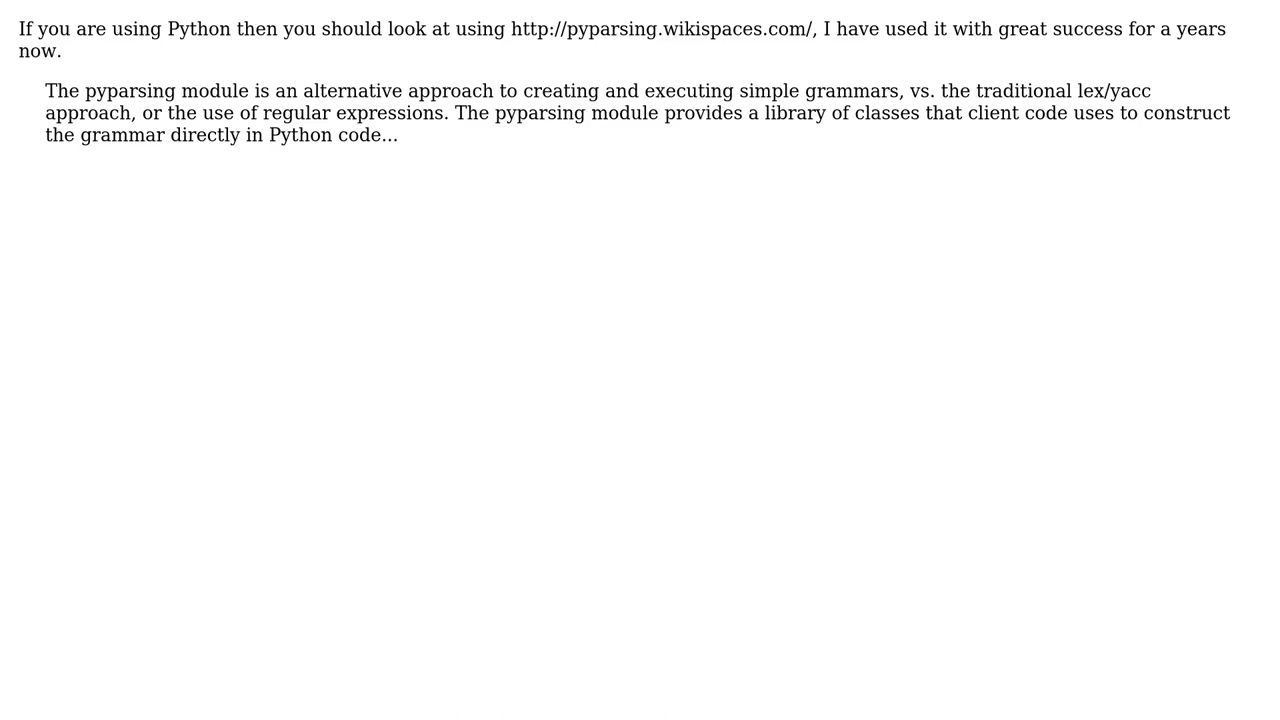 If you are using Python then you should look at using http://pyparsing.wikispaces.com/, I have used it with great success for a years
now.
The pyparsing module is an alternative approach to creating and executing simple grammars, vs. the traditional lex/yacc
approach, or the use of regular expressions. The pyparsing module provides a library of classes that client code uses to construct
the grammar directly in Python code...